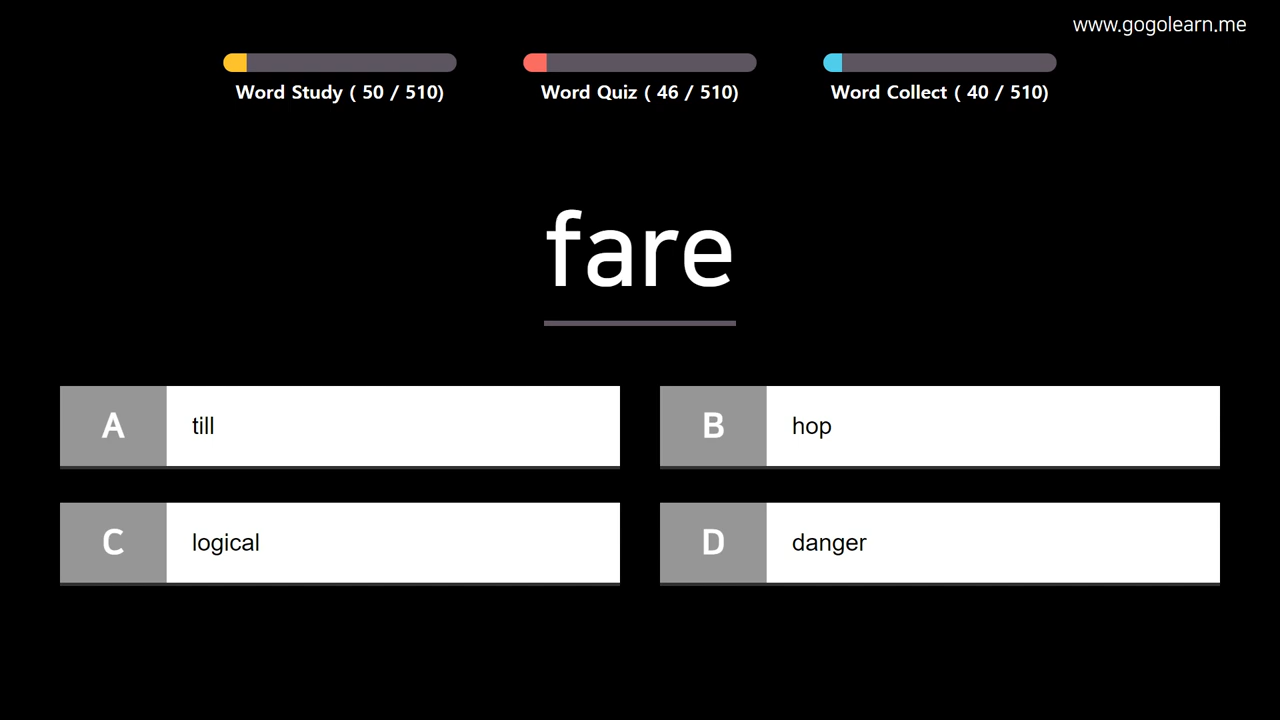 www.gogolearn.me
Word Study ( 50 / 510)
Word Quiz ( 46 / 510)
Word Collect ( 40 / 510)
fare
A till
B hop
C logical
D danger